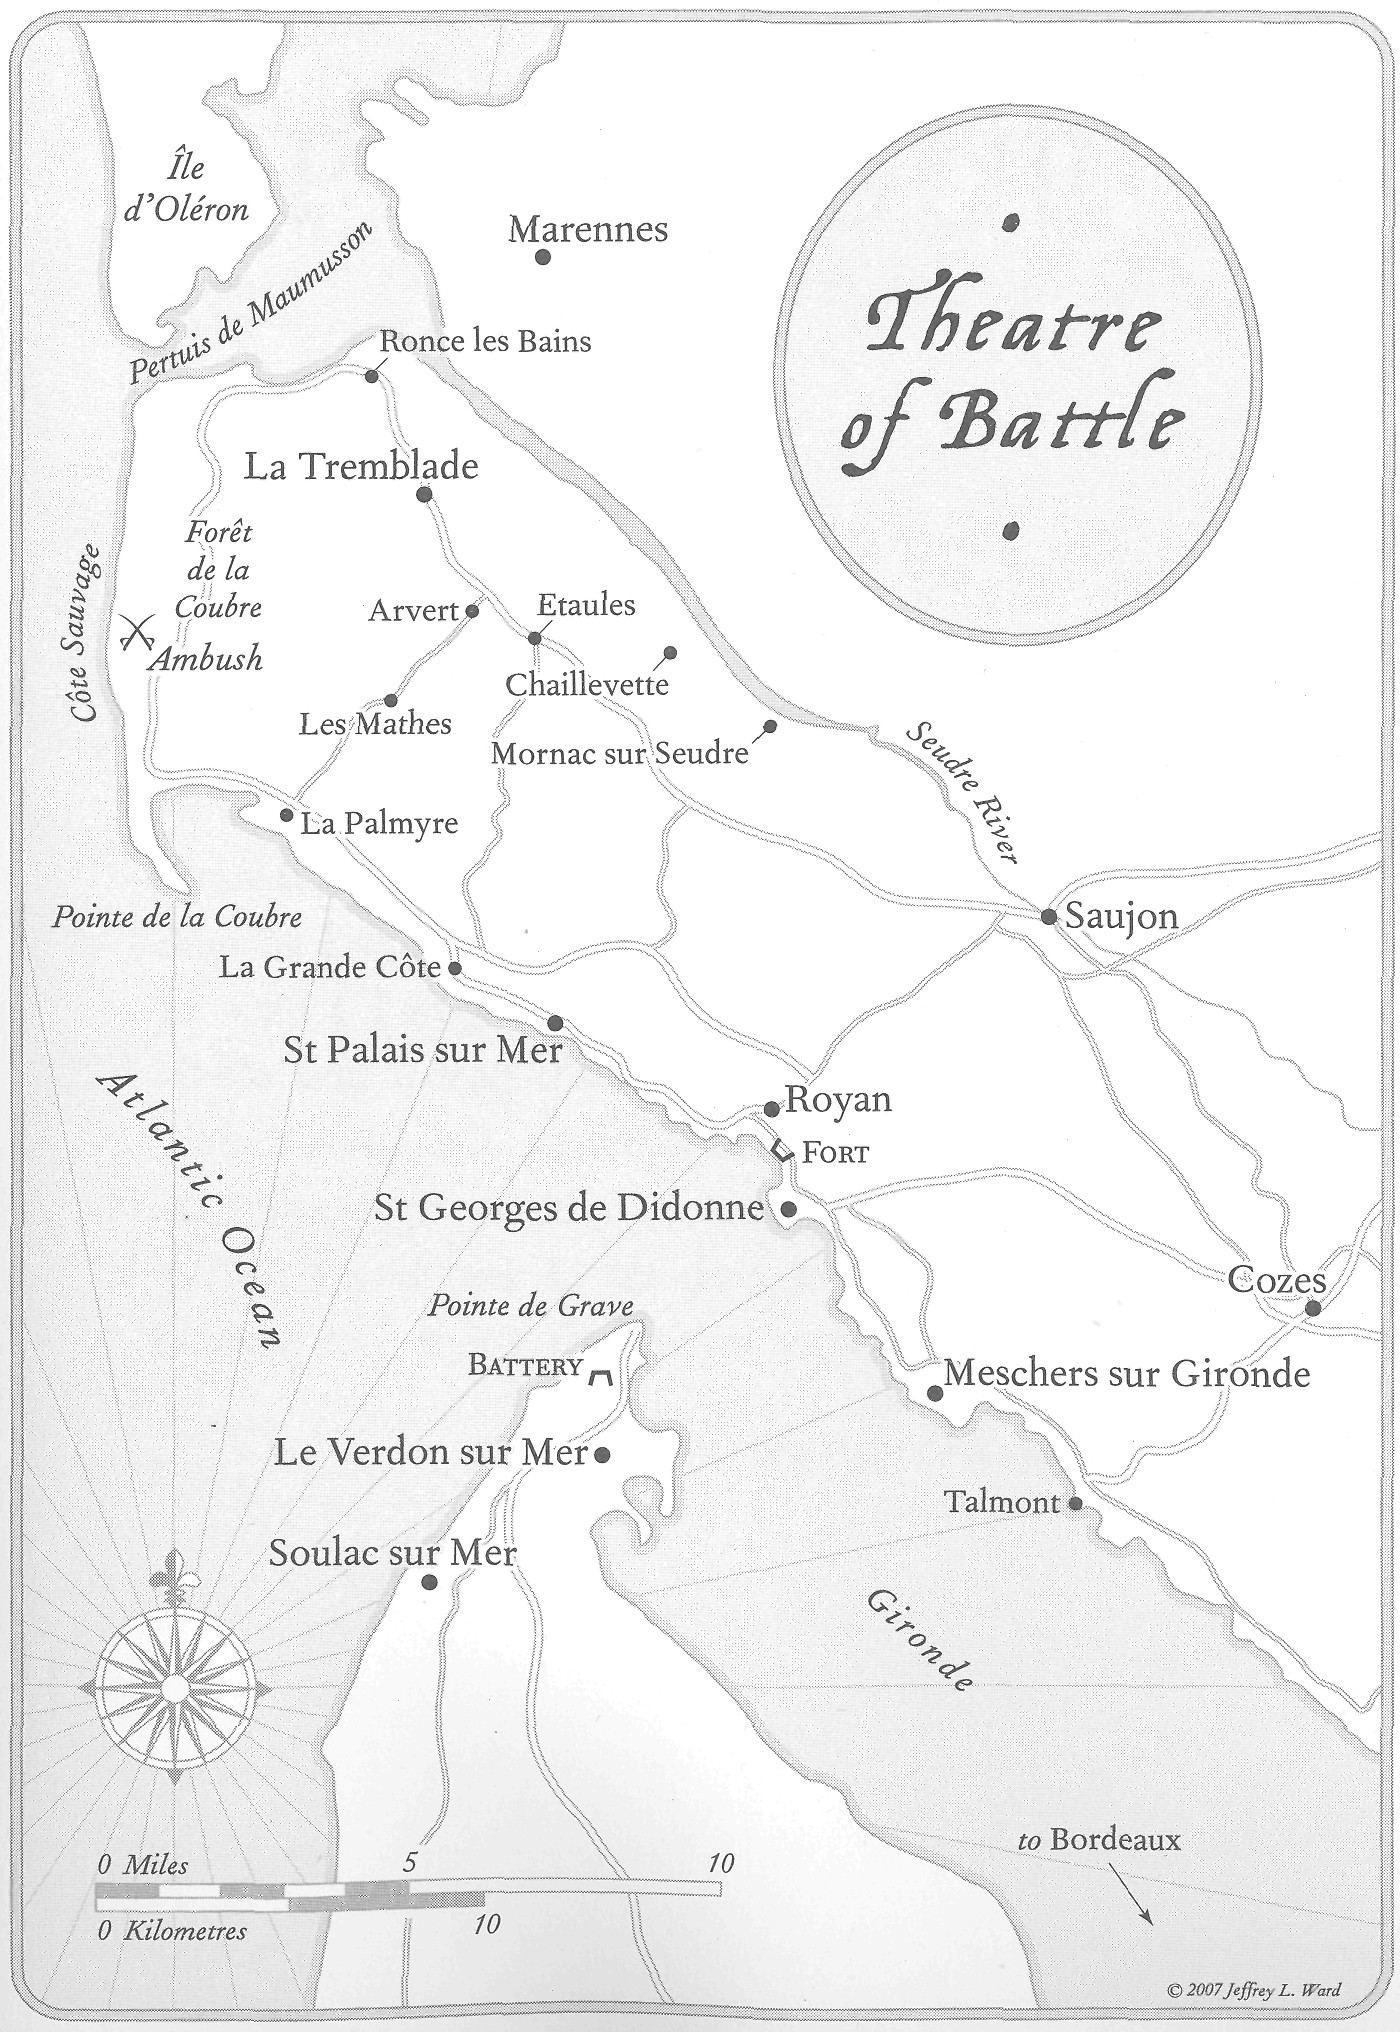 Île
d'Oléron
Marennes
Pertuis de Maumusson
Theatre
of Battle
Ronce les Bains
La Tremblade
Forêt
de la
Coubre
Côte Sauvage
Ambush
Arvert
Etaules
Chaillevette
Les Mathes
Mornac sur Seudre
Seudre River
La Palmyre
Pointe de la Coubre
Saujon
La Grande Côte
St Palais sur Mer
Atlantic Ocean
Royan
FORT
St Georges de Didonne
Cozes
Pointe de Grave
BATTERY
Meschers sur Gironde
Le Verdon sur Mer
Talmont
Soulac sur Mer
Gironde
to Bordeaux
0 Miles 5 10
0 Kilometres 10
© 2007 Jeffrey L. Ward